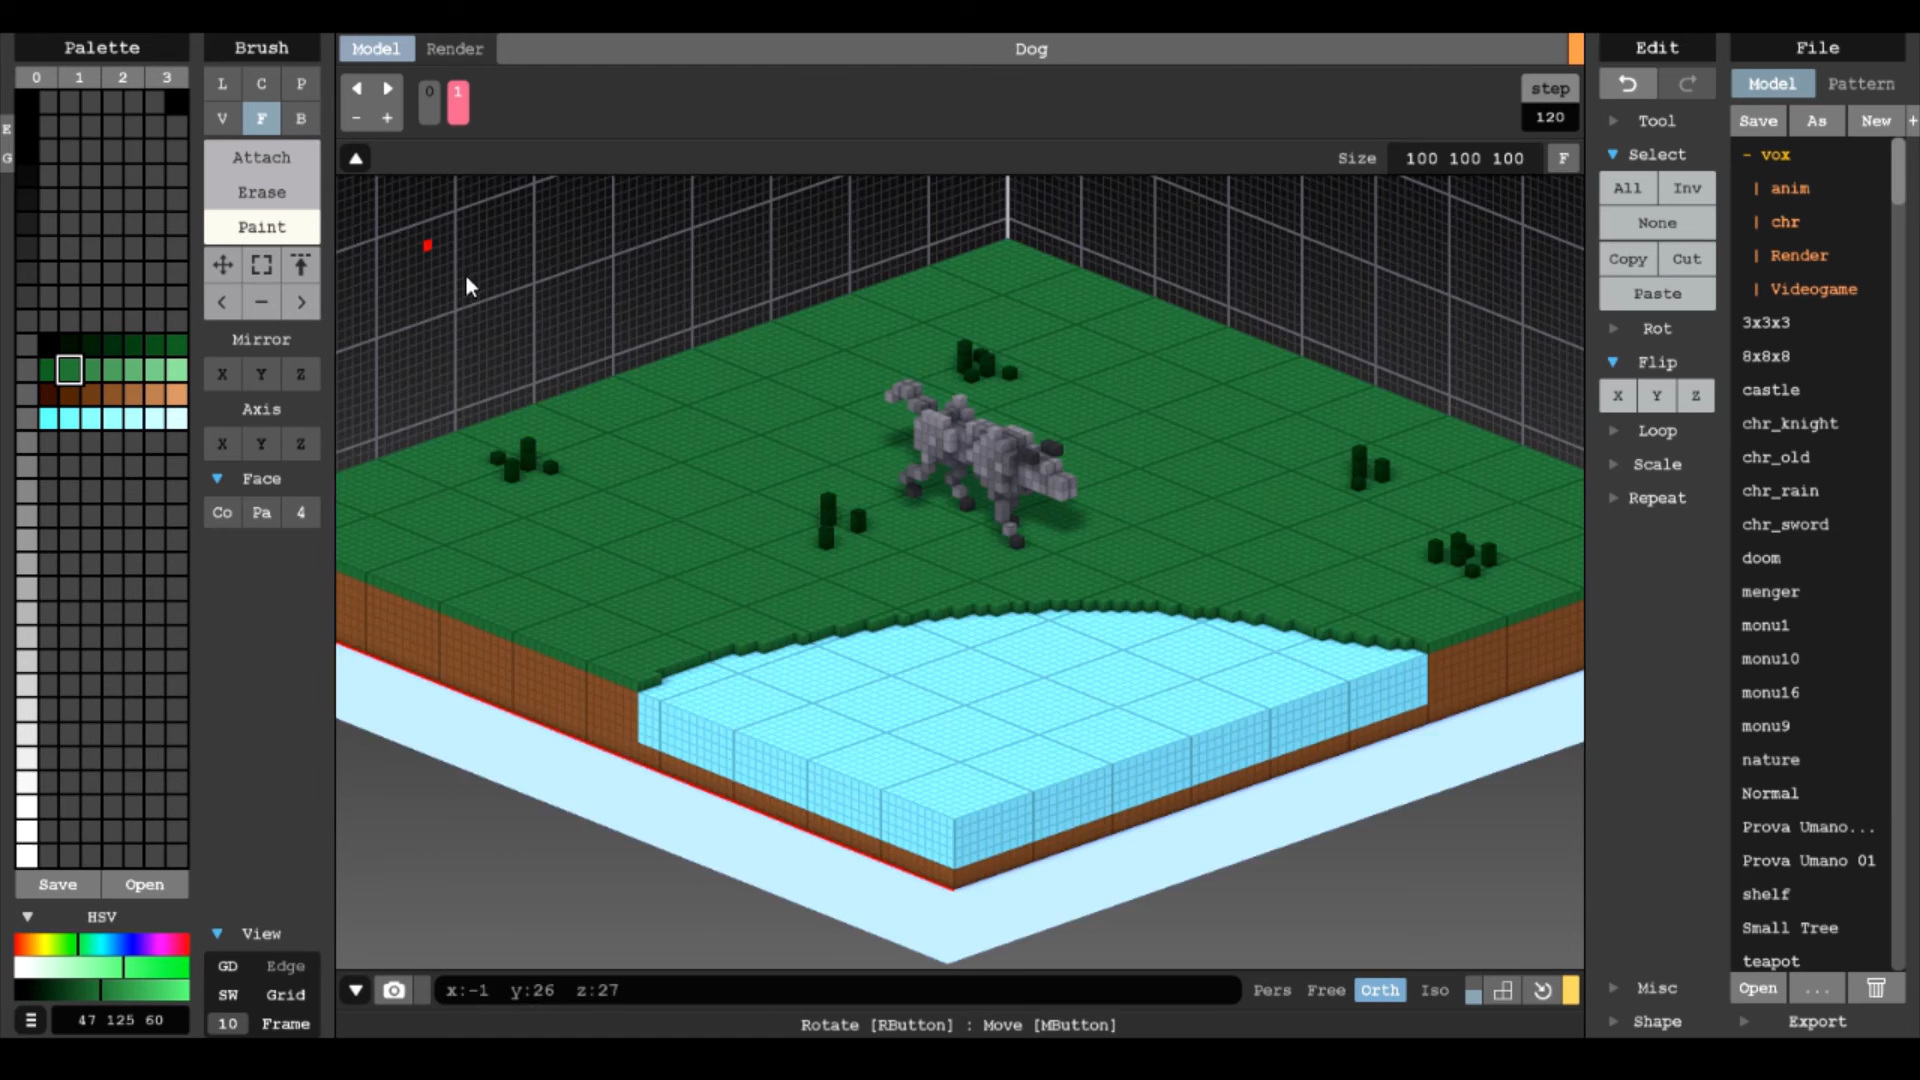 Palette
0 1 2 3
E
G
Save Open
HSV
47 125 60
Brush
L C P
V F B
Attach
Erase
Paint
Mirror
X Y Z
Axis
X Y Z
Face
Co Pa 4
View
GD Edge
SW Grid
10 Frame
Model Render Dog
0 1
- +
step
120
Size 100 100 100 F
x:-1 y:26 z:27
Pers Free Orth Iso
Rotate [RButton] : Move [MButton]
Edit
Tool
Select
All Inv
None
Copy Cut
Paste
Rot
Flip
X Y Z
Loop
Scale
Repeat
Misc
Shape
File
Model Pattern
Save As New +
- vox
| anim
| chr
| Render
| Videogame
3x3x3
8x8x8
castle
chr_knight
chr_old
chr_rain
chr_sword
doom
menger
monu1
monu10
monu16
monu9
nature
Normal
Prova Umano...
Prova Umano 01
shelf
Small Tree
teapot
Open ...
Export